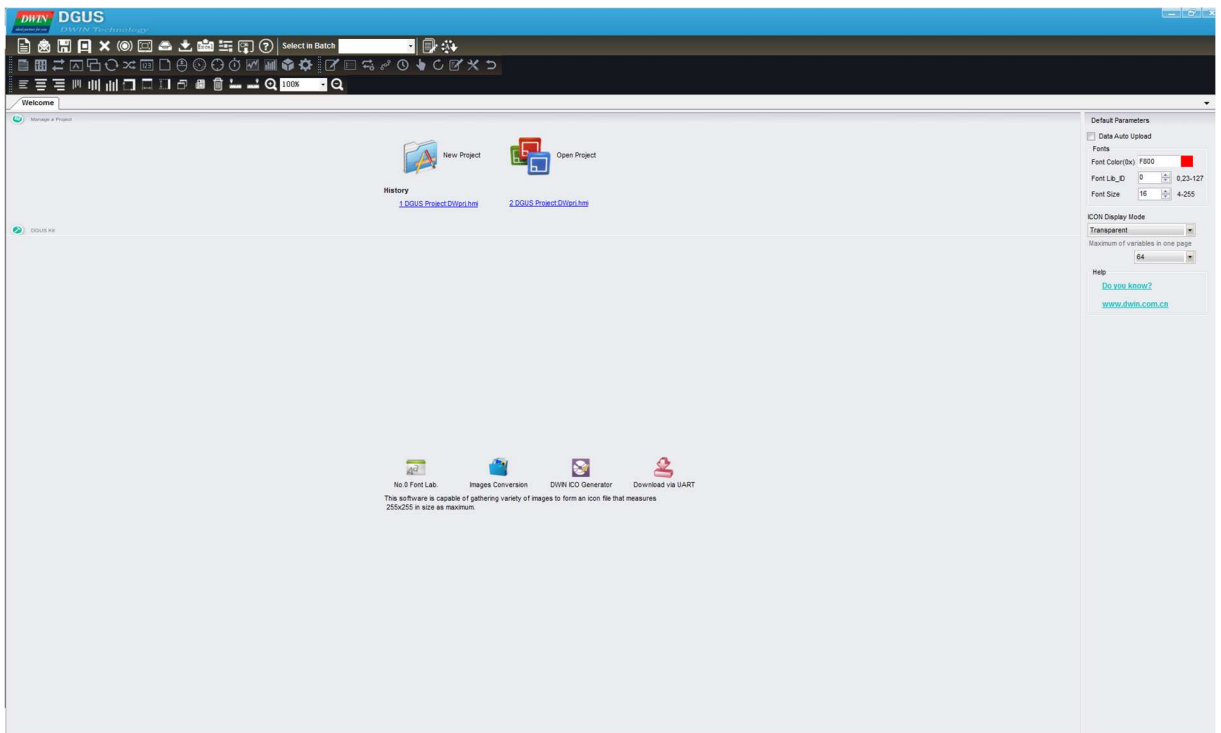 DWIN DGUS
DWIN Technology
Excel
Select in Batch
123
100%
Welcome
Manage a Project
New Project
Open Project
History
1 DGUS Project:DWprj.hmi
2 DGUS Project:DWprj.hmi
DGUS Kit
No.0 Font Lab.
Images Conversion
DWIN ICO Generator
Download via UART
This software is capable of gathering variety of images to form an icon file that measures
255x255 in size as maximum.
Default Parameters
Data Auto Upload
Fonts
Font Color(0x) F800
Font Lib_ID 0 0,23-127
Font Size 16 4-255
ICON Display Mode
Transparent
Maximum of variables in one page
64
Help
Do you know?
www.dwin.com.cn